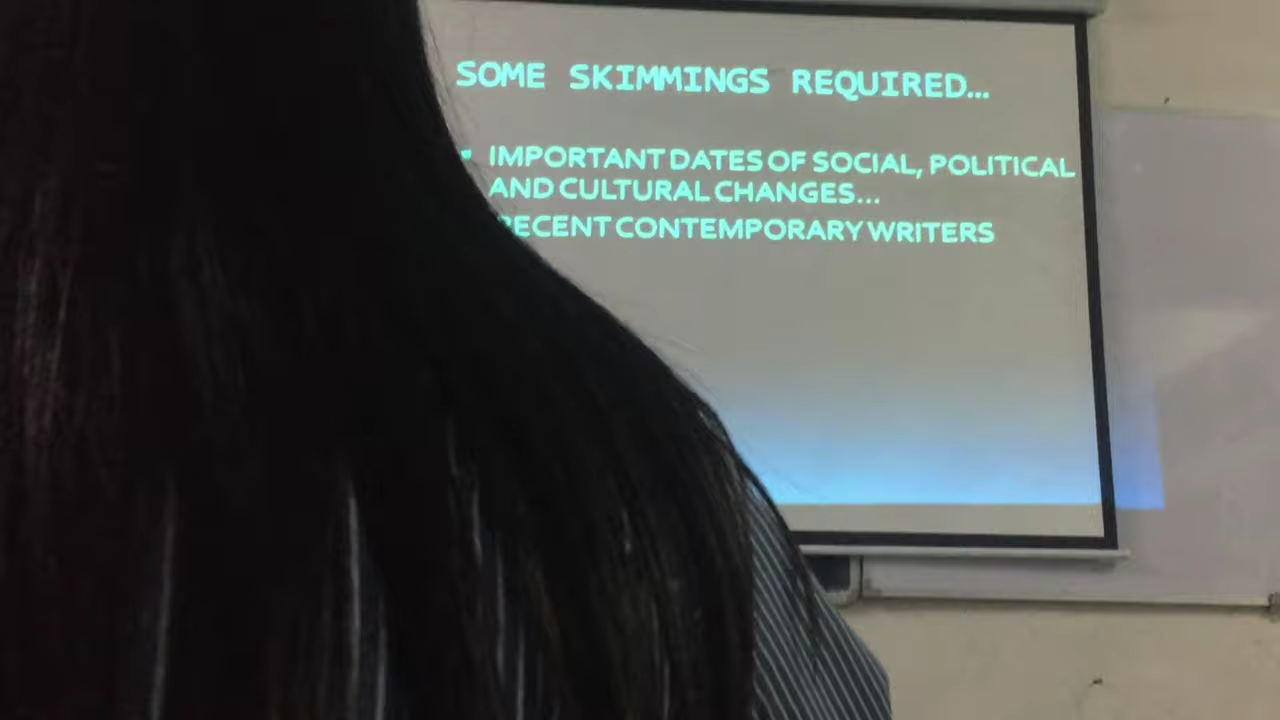 SOME SKIMMINGS REQUIRED...
IMPORTANT DATES OF SOCIAL, POLITICAL
AND CULTURAL CHANGES...
RECENT CONTEMPORARY WRITERS